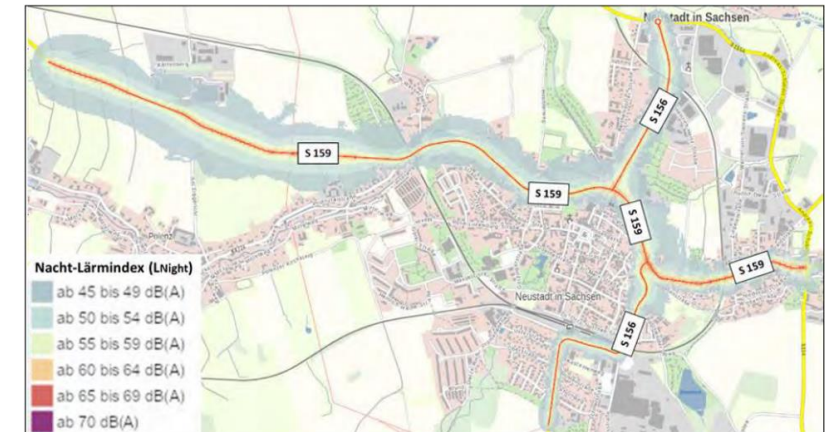 Neustadt in Sachsen
S 156
S 159
S 159
S 159
S 159
Polenz
Neustadt in Sachsen
S 156
Nacht-Lärmindex (LNight)
ab 45 bis 49 dB(A)
ab 50 bis 54 dB(A)
ab 55 bis 59 dB(A)
ab 60 bis 64 dB(A)
ab 65 bis 69 dB(A)
ab 70 dB(A)